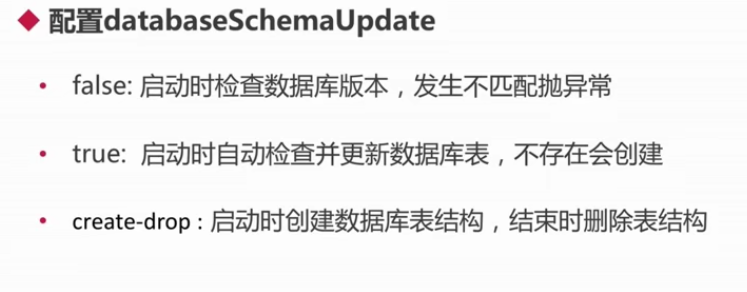 ◆ 配置databaseSchemaUpdate
• false: 启动时检查数据库版本，发生不匹配抛异常
• true: 启动时自动检查并更新数据库表，不存在会创建
• create-drop : 启动时创建数据库表结构，结束时删除表结构